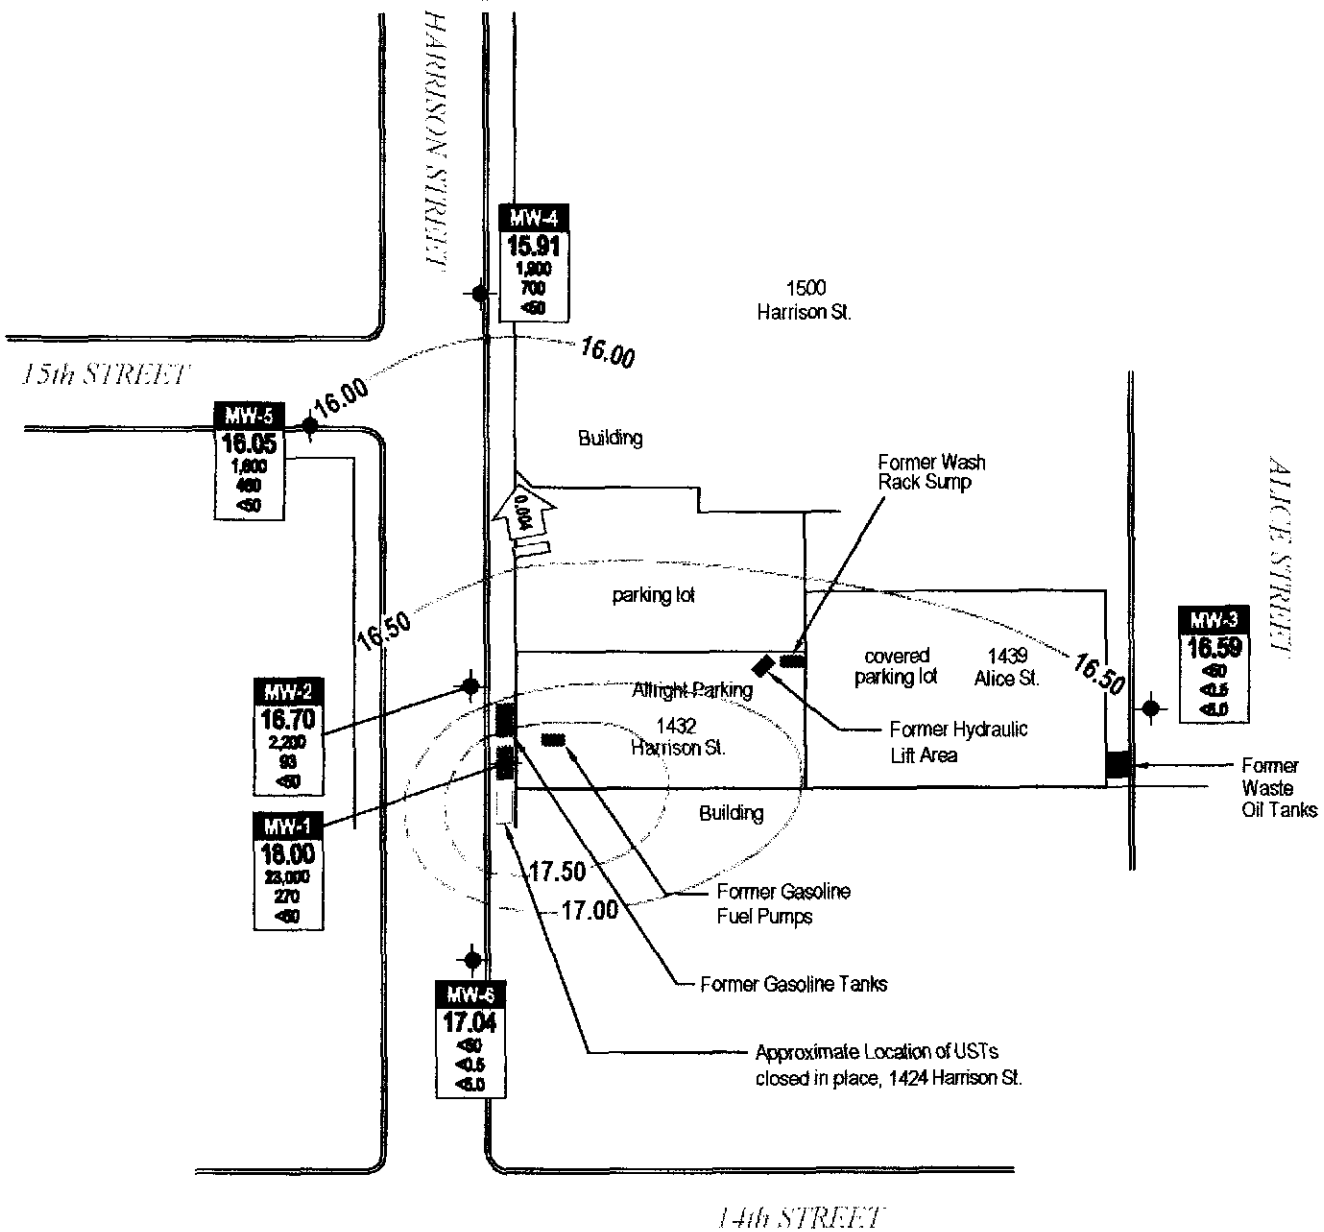 HARRISON STREET
MW-4
15.91
1,900
700
<50
1500
Harrison St.
16.00
15th STREET
16.00
MW-5
16.05
1,600
460
<50
Building
Former Wash
Rack Sump
ALICE STREET
0.004
parking lot
16.50
MW-3
16.59
<50
<0.5
<5.0
covered
parking lot
1439
Alice St.
16.50
MW-2
16.70
2,200
93
<50
Allright Parking
1432
Harrison St.
Former Hydraulic
Lift Area
Former
Waste
Oil Tanks
MW-1
18.00
23,000
270
<50
Building
17.50
17.00
Former Gasoline
Fuel Pumps
Former Gasoline Tanks
MW-6
17.04
<50
<0.5
<5.0
Approximate Location of USTs
closed in place, 1424 Harrison St.
14th STREET